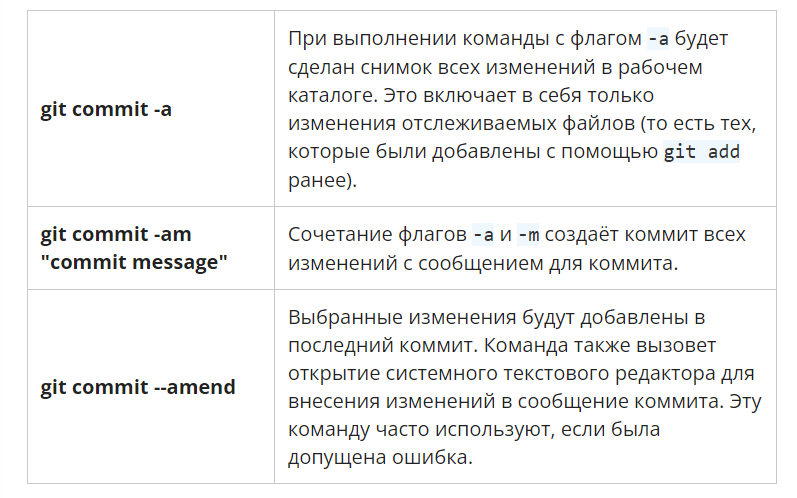 git commit -a
При выполнении команды с флагом -a будет
сделан снимок всех изменений в рабочем
каталоге. Это включает в себя только
изменения отслеживаемых файлов (то есть тех,
которые были добавлены с помощью git add
ранее).
git commit -am
"commit message"
Сочетание флагов -a и -m создаёт коммит всех
изменений с сообщением для коммита.
git commit --amend
Выбранные изменения будут добавлены в
последний коммит. Команда также вызовет
открытие системного текстового редактора для
внесения изменений в сообщение коммита. Эту
команду часто используют, если была
допущена ошибка.